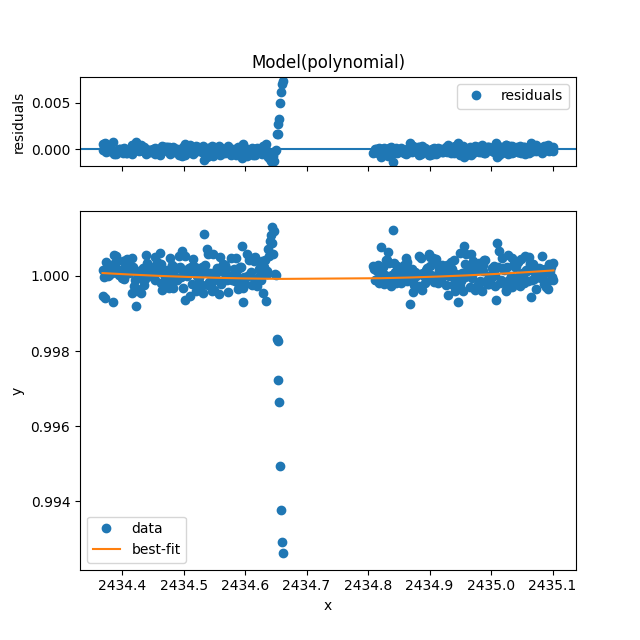 Model(polynomial)
residuals
0.005
0.000
residuals
y
1.000
0.998
0.996
0.994
data
best-fit
2434.4 2434.5 2434.6 2434.7 2434.8 2434.9 2435.0 2435.1
x